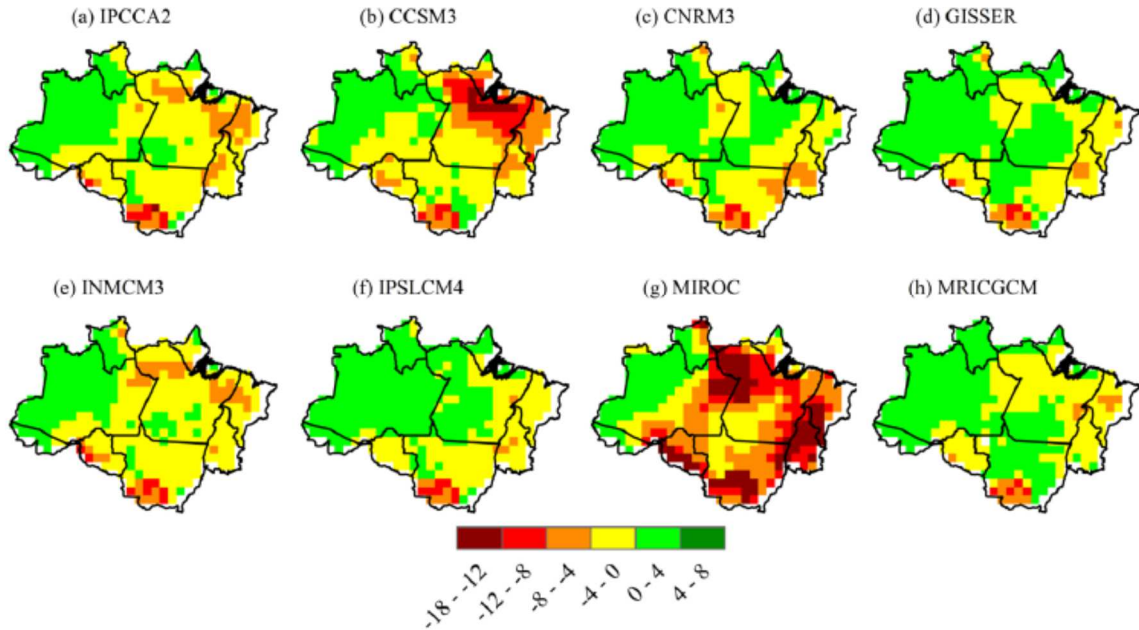 (a) IPCCA2 (b) CCSM3 (c) CNRM3 (d) GISSER
(e) INMCM3 (f) IPSLCM4 (g) MIROC (h) MRICGCM
-18 - -12 -12 - -8 -8 - -4 -4 - 0 0 - 4 4 - 8